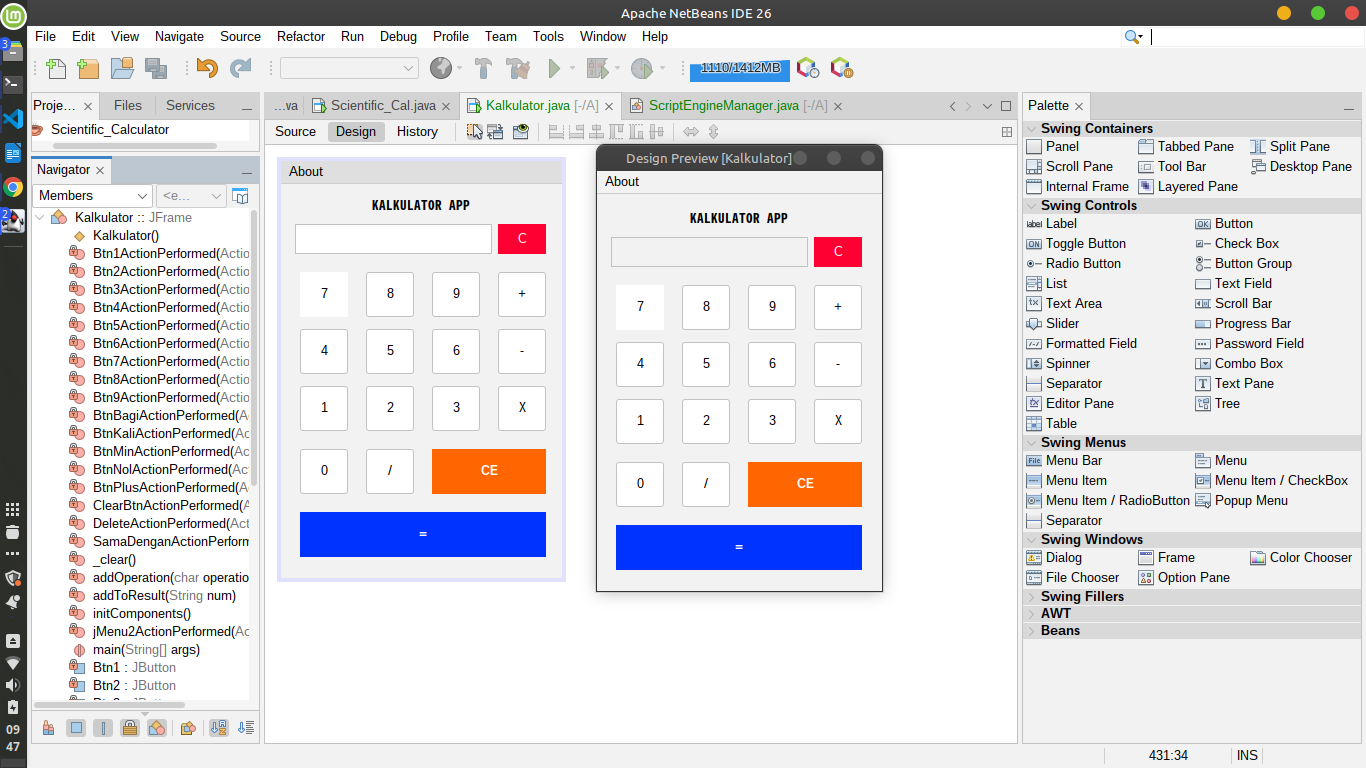 Apache NetBeans IDE 26
File Edit View Navigate Source Refactor Run Debug Profile Team Tools Window Help
3
1110/1412MB
Proje... Files Services
Scientific_Calculator
Navigator
Members <e...
Kalkulator :: JFrame
Kalkulator()
Btn1ActionPerformed(Actio
Btn2ActionPerformed(Actio
Btn3ActionPerformed(Actio
Btn4ActionPerformed(Actio
Btn5ActionPerformed(Actio
Btn6ActionPerformed(Actio
Btn7ActionPerformed(Actio
Btn8ActionPerformed(Actio
Btn9ActionPerformed(Actio
BtnBagiActionPerformed(A
BtnKaliActionPerformed(Ac
BtnMinActionPerformed(Ac
BtnNolActionPerformed(Act
BtnPlusActionPerformed(Ac
ClearBtnActionPerformed(A
DeleteActionPerformed(Act
SamaDenganActionPerform
_clear()
addOperation(char operatio
addToResult(String num)
initComponents()
jMenu2ActionPerformed(Ac
main(String[] args)
Btn1 : JButton
Btn2 : JButton
2
09
47
...va Scientific_Cal.java Kalkulator.java [-/A] ScriptEngineManager.java [-/A]
Source Design History
About
KALKULATOR APP
C
7 8 9 +
4 5 6 -
1 2 3 X
0 / CE
=
Design Preview [Kalkulator]
About
KALKULATOR APP
C
7 8 9 +
4 5 6 -
1 2 3 X
0 / CE
=
Palette
Swing Containers
Panel Tabbed Pane Split Pane
Scroll Pane Tool Bar Desktop Pane
Internal Frame Layered Pane
Swing Controls
label Label OK Button
ON Toggle Button Check Box
Radio Button Button Group
List Text Field
Text Area Scroll Bar
Slider Progress Bar
Formatted Field Password Field
Spinner Combo Box
Separator Text Pane
Editor Pane Tree
Table
Swing Menus
File Menu Bar Menu
Menu Item Menu Item / CheckBox
Menu Item / RadioButton Popup Menu
Separator
Swing Windows
Dialog Frame Color Chooser
File Chooser Option Pane
Swing Fillers
AWT
Beans
431:34 INS